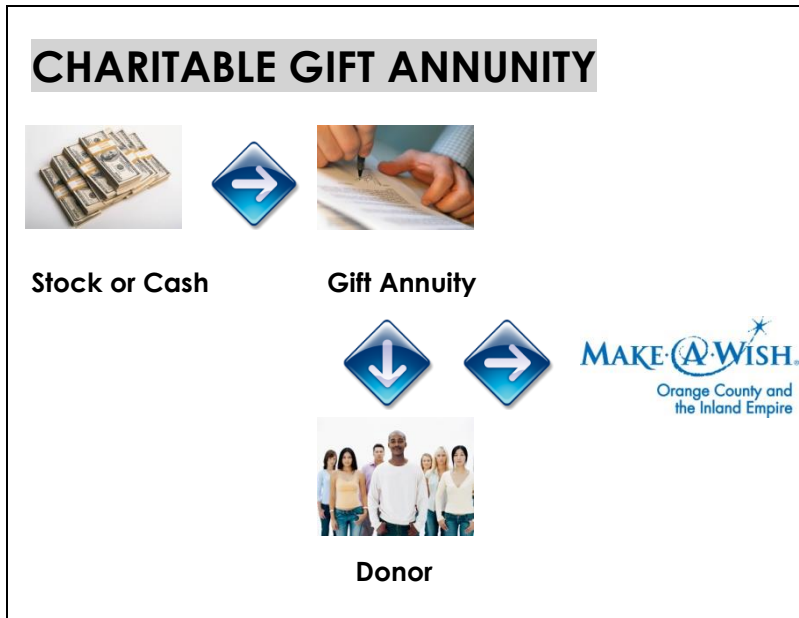 CHARITABLE GIFT ANNUNITY
Stock or Cash
Gift Annuity
MAKE·A·WISH®
Orange County and
the Inland Empire
Donor